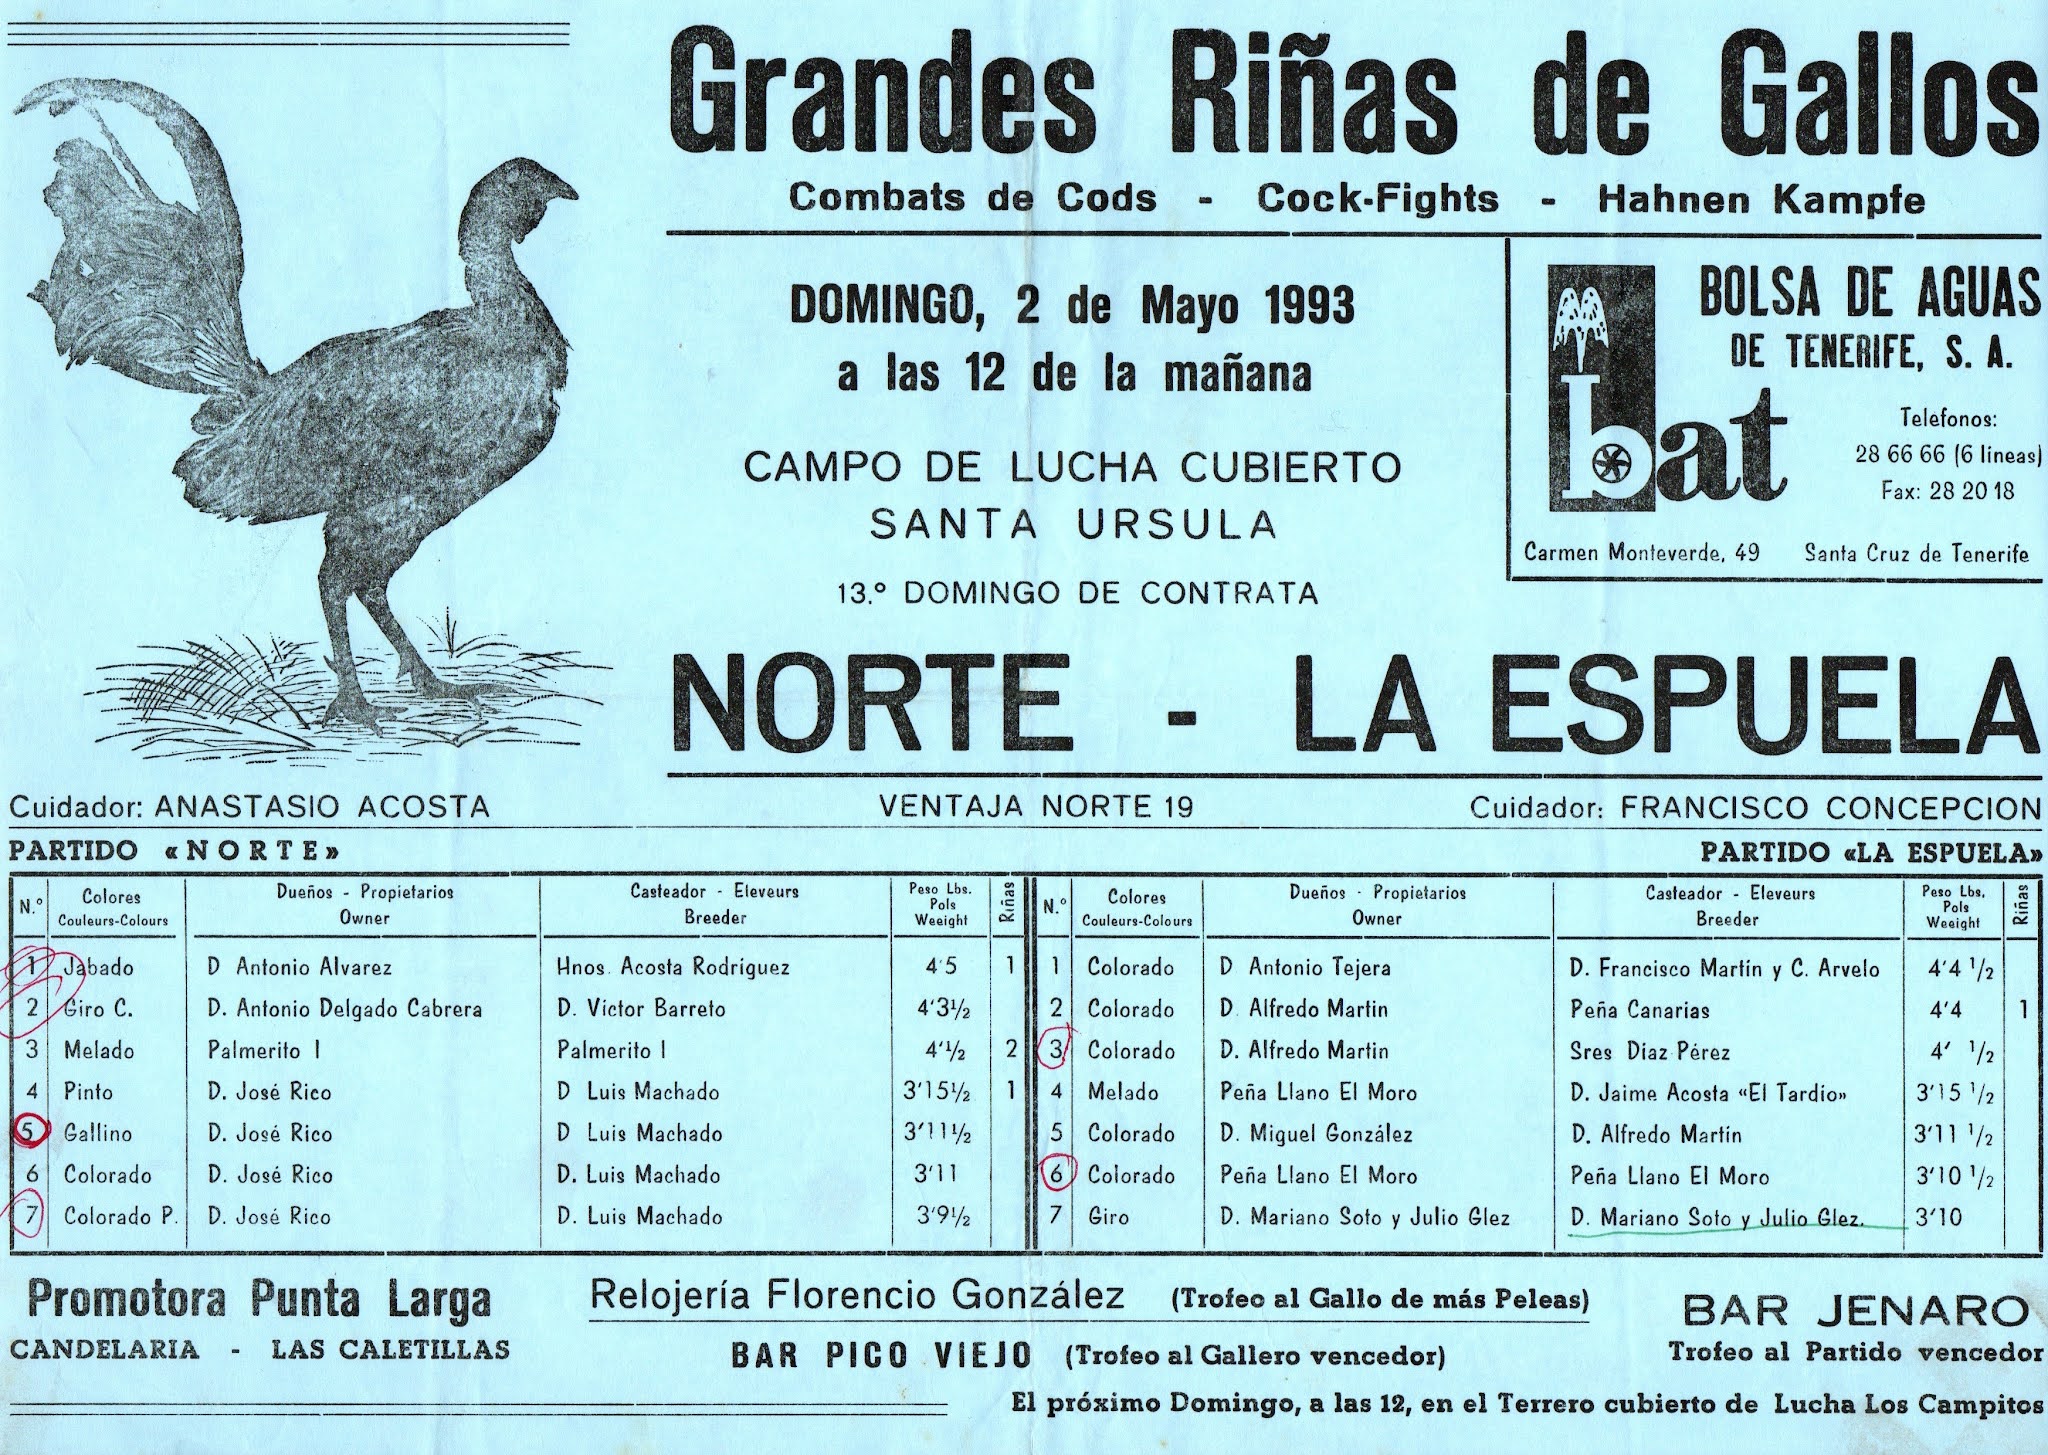 Grandes Riñas de Gallos
Combats de Cods - Cock-Fights - Hahnen Kampfe
DOMINGO, 2 de Mayo 1993
a las 12 de la mañana
CAMPO DE LUCHA CUBIERTO
SANTA URSULA
13.º DOMINGO DE CONTRATA
BOLSA DE AGUAS
DE TENERIFE, S. A.
bat
Telefonos:
28 66 66 (6 lineas)
Fax: 28 20 18
Carmen Monteverde, 49 Santa Cruz de Tenerife
NORTE - LA ESPUELA
Cuidador: ANASTASIO ACOSTA VENTAJA NORTE 19 Cuidador: FRANCISCO CONCEPCION
PARTIDO «NORTE» PARTIDO «LA ESPUELA»
N.º Colores Couleurs-Colours Dueños - Propietarios Owner Casteador - Eleveurs Breeder Peso Lbs. Pols Weeight Riñas
1 Jabado D Antonio Alvarez Hnos. Acosta Rodríguez 4'5 1
2 Giro C. D. Antonio Delgado Cabrera D. Victor Barreto 4'3½
3 Melado Palmerito I Palmerito I 4'½ 2
4 Pinto D. José Rico D Luis Machado 3'15½ 1
5 Gallino D. José Rico D Luis Machado 3'11½
6 Colorado D. José Rico D. Luis Machado 3'11
7 Colorado P. D. José Rico D. Luis Machado 3'9½
N.º Colores Couleurs-Colours Dueños - Propietarios Owner Casteador - Eleveurs Breeder Peso Lbs. Pols Weeight Riñas
1 Colorado D Antonio Tejera D. Francisco Martín y C. Arvelo 4'4 ½
2 Colorado D. Alfredo Martin Peña Canarias 4'4 1
3 Colorado D. Alfredo Martin Sres Diaz Pérez 4' ½
4 Melado Peña Llano El Moro D. Jaime Acosta «El Tardio» 3'15 ½
5 Colorado D. Miguel González D. Alfredo Martín 3'11 ½
6 Colorado Peña Llano El Moro Peña Llano El Moro 3'10 ½
7 Giro D. Mariano Soto y Julio Glez D. Mariano Soto y Julio Glez. 3'10
Promotora Punta Larga
CANDELARIA - LAS CALETILLAS
Relojería Florencio González (Trofeo al Gallo de más Peleas)
BAR PICO VIEJO (Trofeo al Gallero vencedor)
BAR JENARO
Trofeo al Partido vencedor
El próximo Domingo, a las 12, en el Terrero cubierto de Lucha Los Campitos